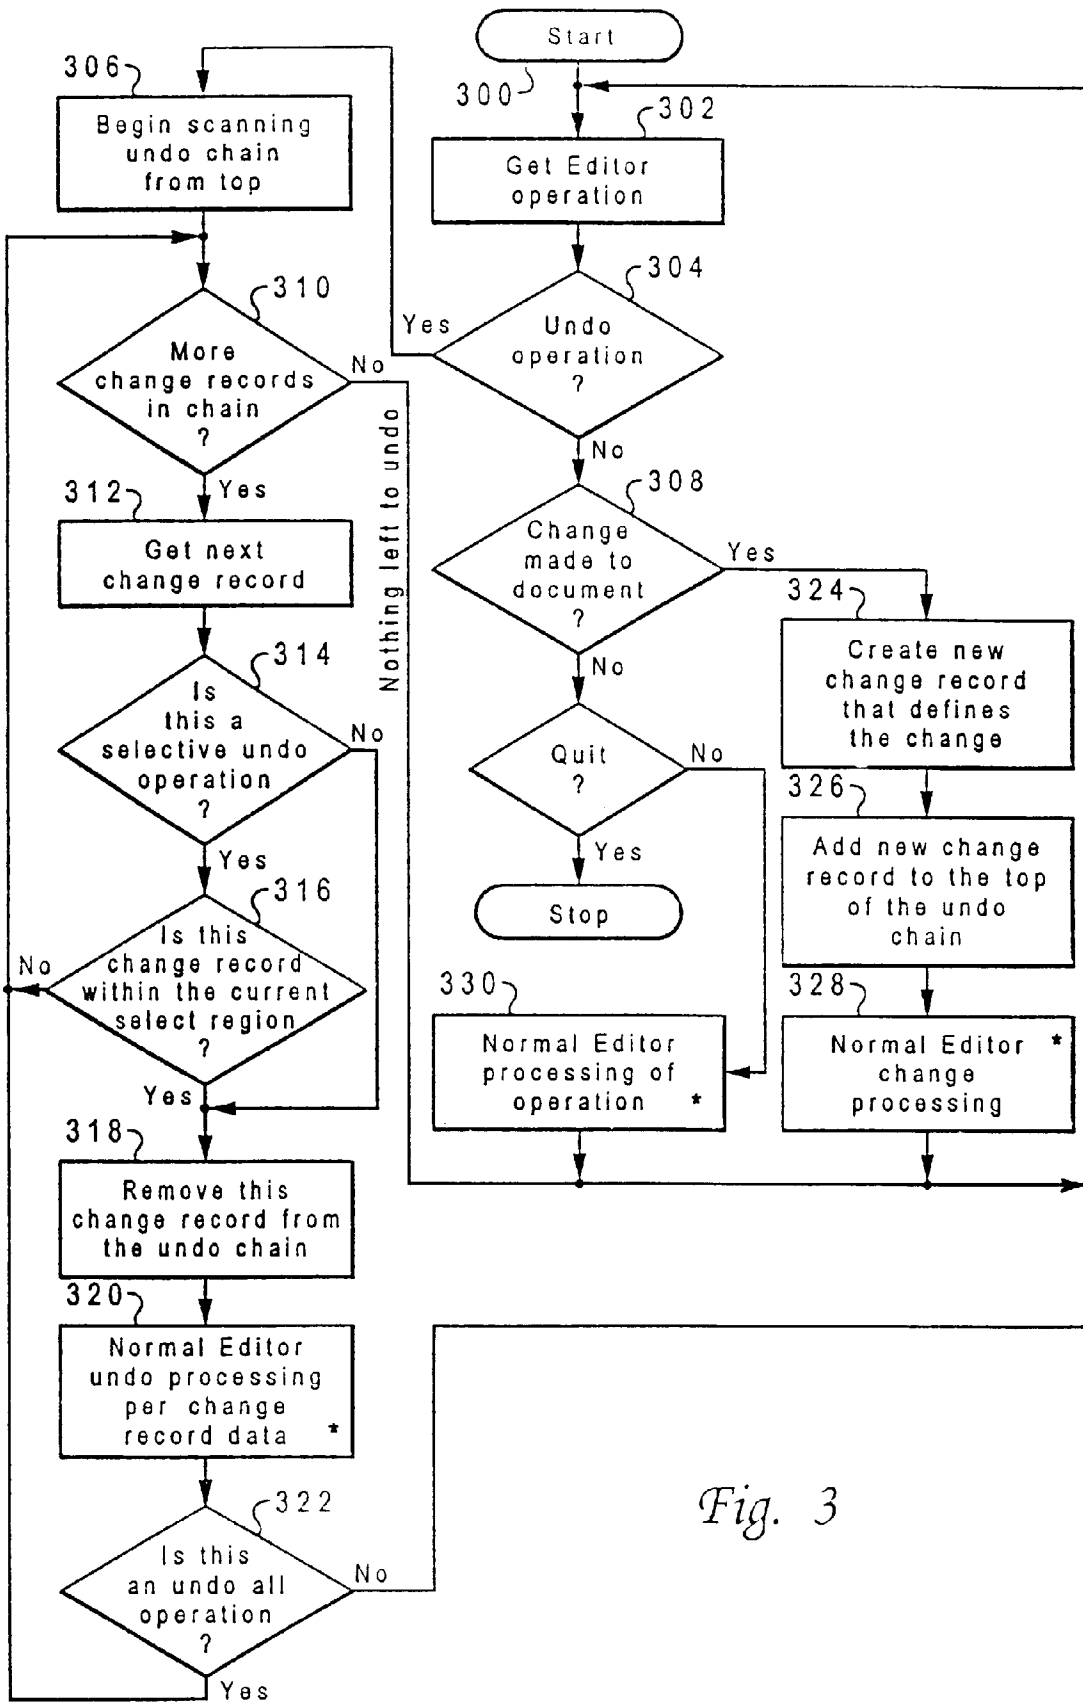 Start
300
302
Get Editor
operation
304
Undo
operation
?
Yes
No
306
Begin scanning
undo chain
from top
310
More
change records
in chain
?
No
Yes
Nothing left to undo
312
Get next
change record
314
Is
this a
selective undo
operation
?
No
Yes
316
Is this
change record
within the current
select region
?
No
Yes
318
Remove this
change record from
the undo chain
320
Normal Editor
undo processing
per change
record data *
322
Is this
an undo all
operation
?
No
Yes
308
Change
made to
document
?
Yes
No
Quit
?
No
Yes
Stop
330
Normal Editor
processing of
operation *
324
Create new
change record
that defines
the change
326
Add new change
record to the top
of the undo
chain
328
Normal Editor *
change
processing
Fig. 3